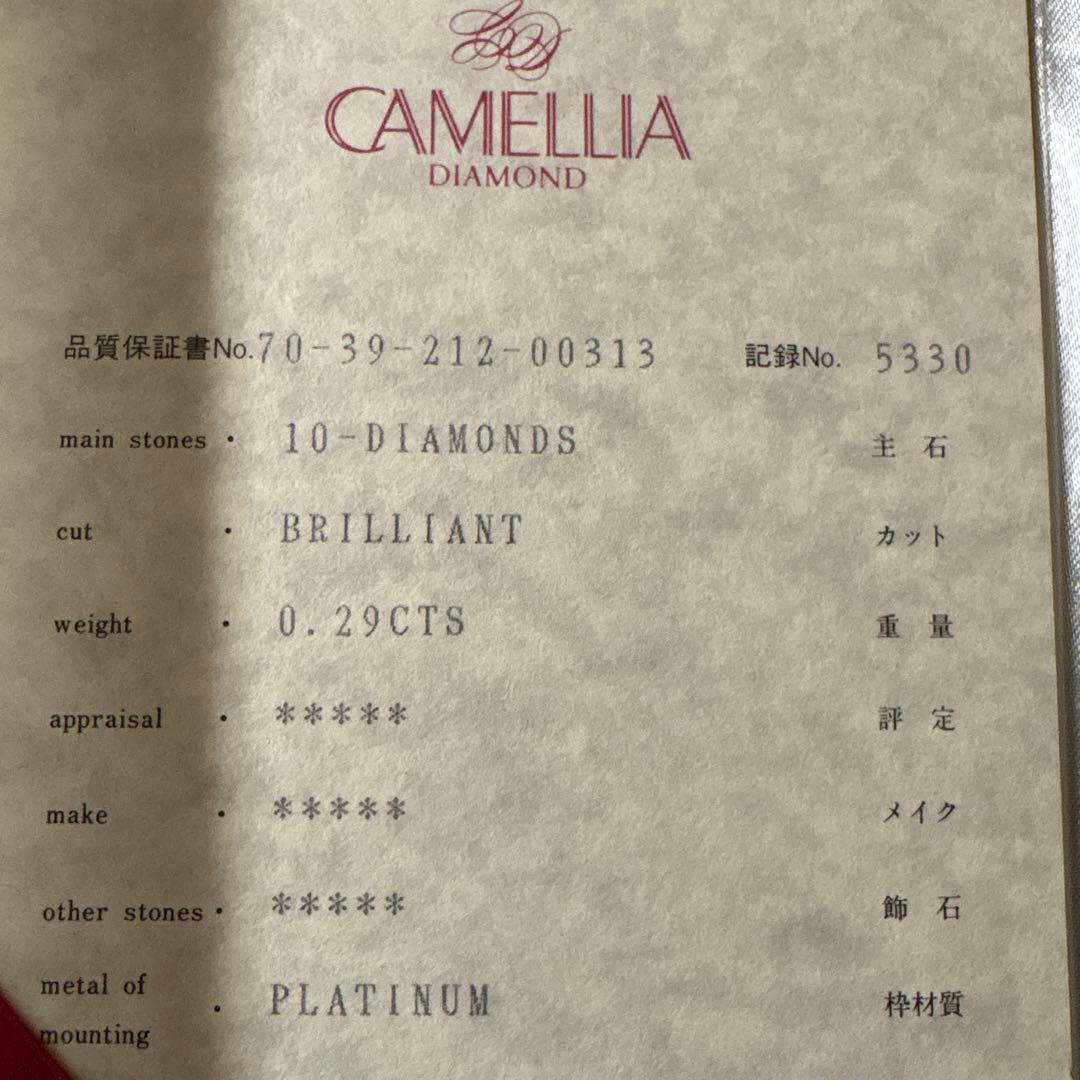 CD
CAMELLIA
DIAMOND
品質保証書No.70-39-212-00313 記録No. 5330
main stones ・ 10-DIAMONDS 主 石
cut ・ BRILLIANT カット
weight ・ 0.29CTS 重 量
appraisal ・ ***** 評 定
make ・ ***** メイク
other stones ・ ***** 飾 石
metal of
mounting ・ PLATINUM 枠材質